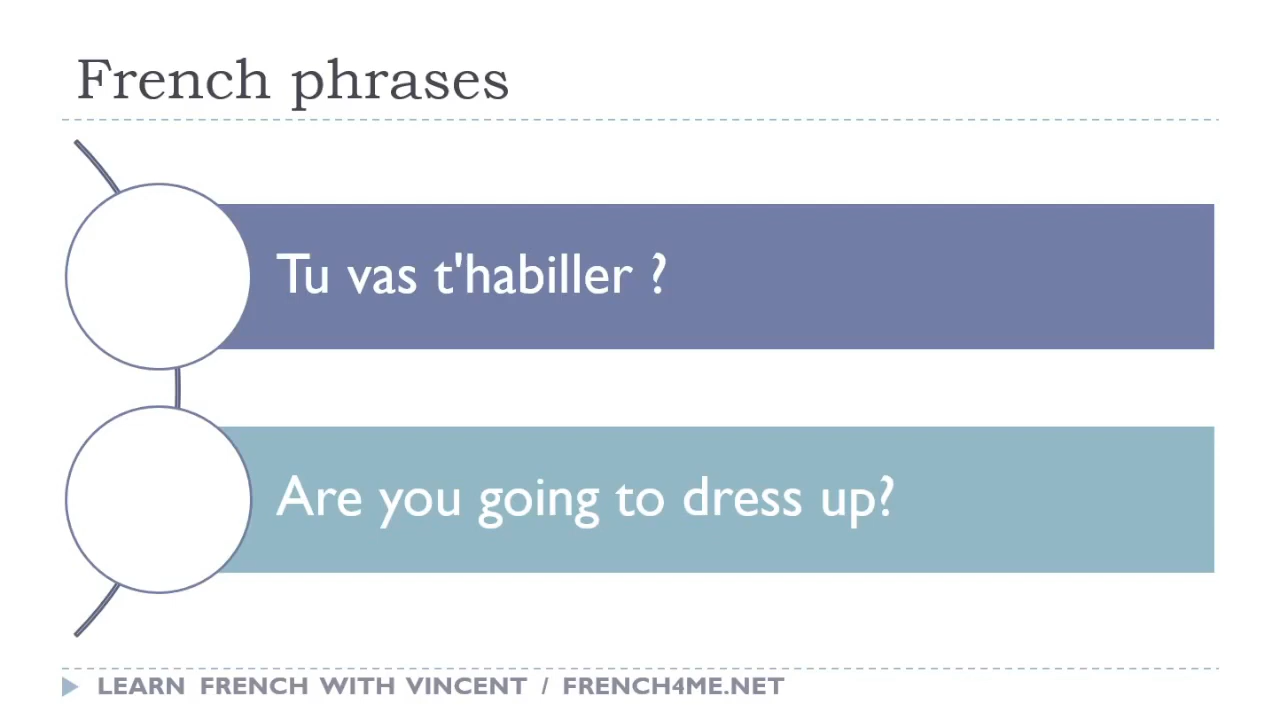 French phrases
Tu vas t'habiller ?
Are you going to dress up?
LEARN FRENCH WITH VINCENT / FRENCH4ME.NET